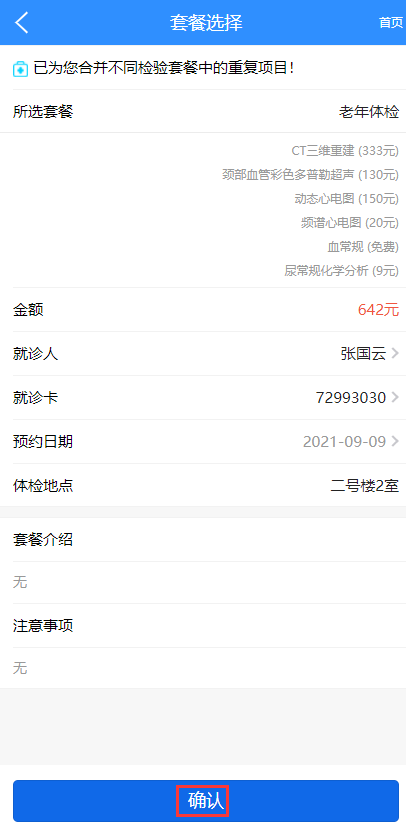 套餐选择 首页
已为您合并不同检验套餐中的重复项目！
所选套餐 老年体检
CT三维重建 (333元)
颈部血管彩色多普勒超声 (130元)
动态心电图 (150元)
频谱心电图 (20元)
血常规 (免费)
尿常规化学分析 (9元)
金额 642元
就诊人 张国云
就诊卡 72993030
预约日期 2021-09-09
体检地点 二号楼2室
套餐介绍
无
注意事项
无
确认